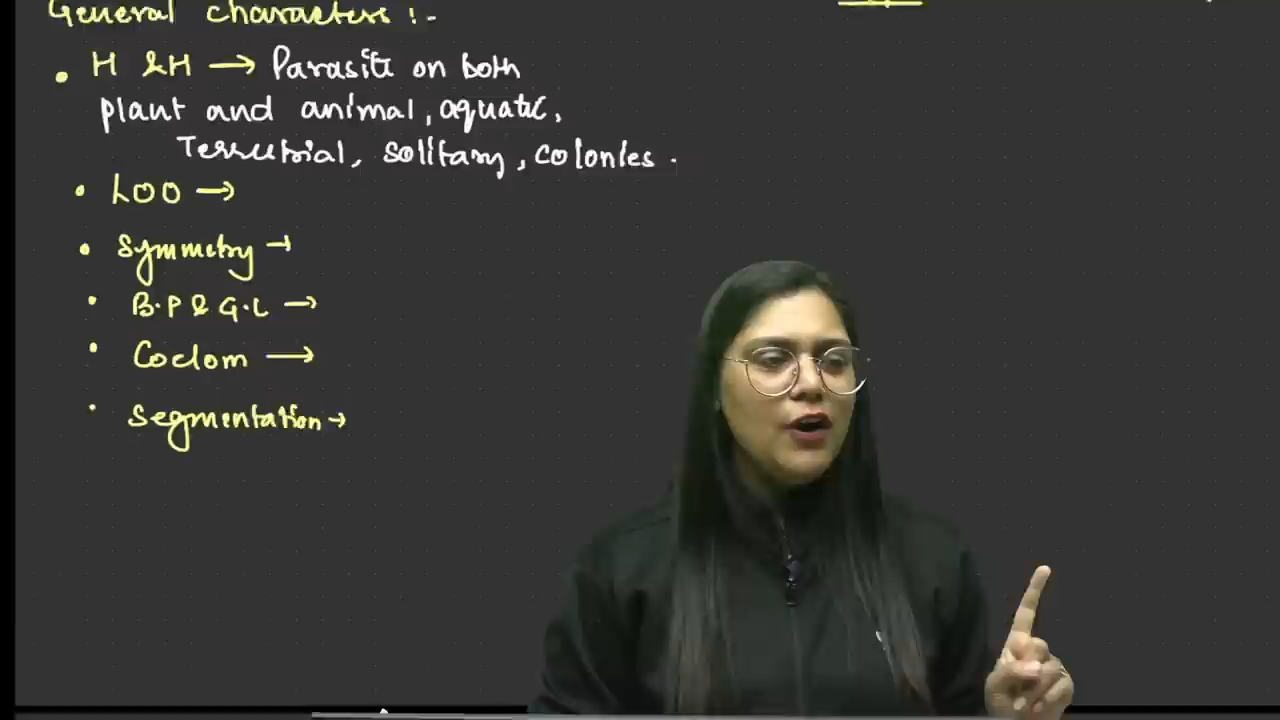 General characters :-
• H & H → Parasite on both
plant and animal, aquatic,
Terrestrial, solitary, colonies.
• LOO →
• Symmetry →
• B.P & G.L →
• Coelom →
• Segmentation →